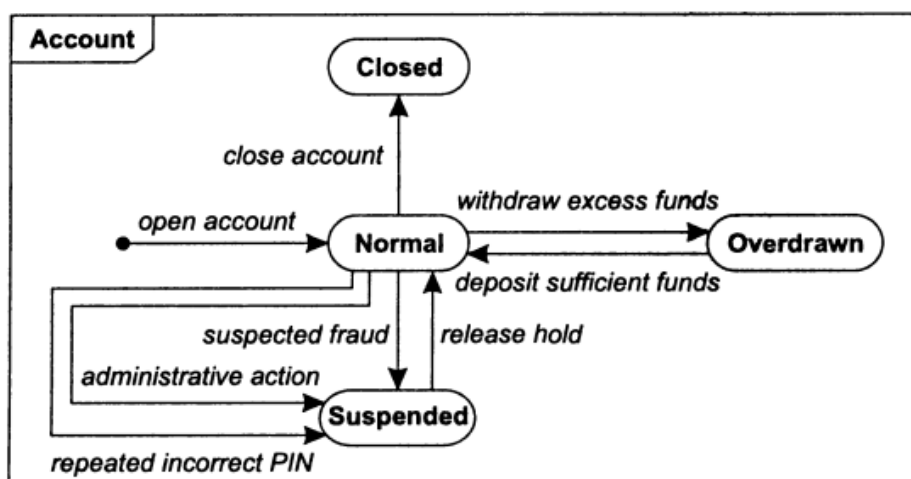 Account
Closed
close account
withdraw excess funds
open account
Normal
Overdrawn
deposit sufficient funds
suspected fraud
release hold
administrative action
Suspended
repeated incorrect PIN